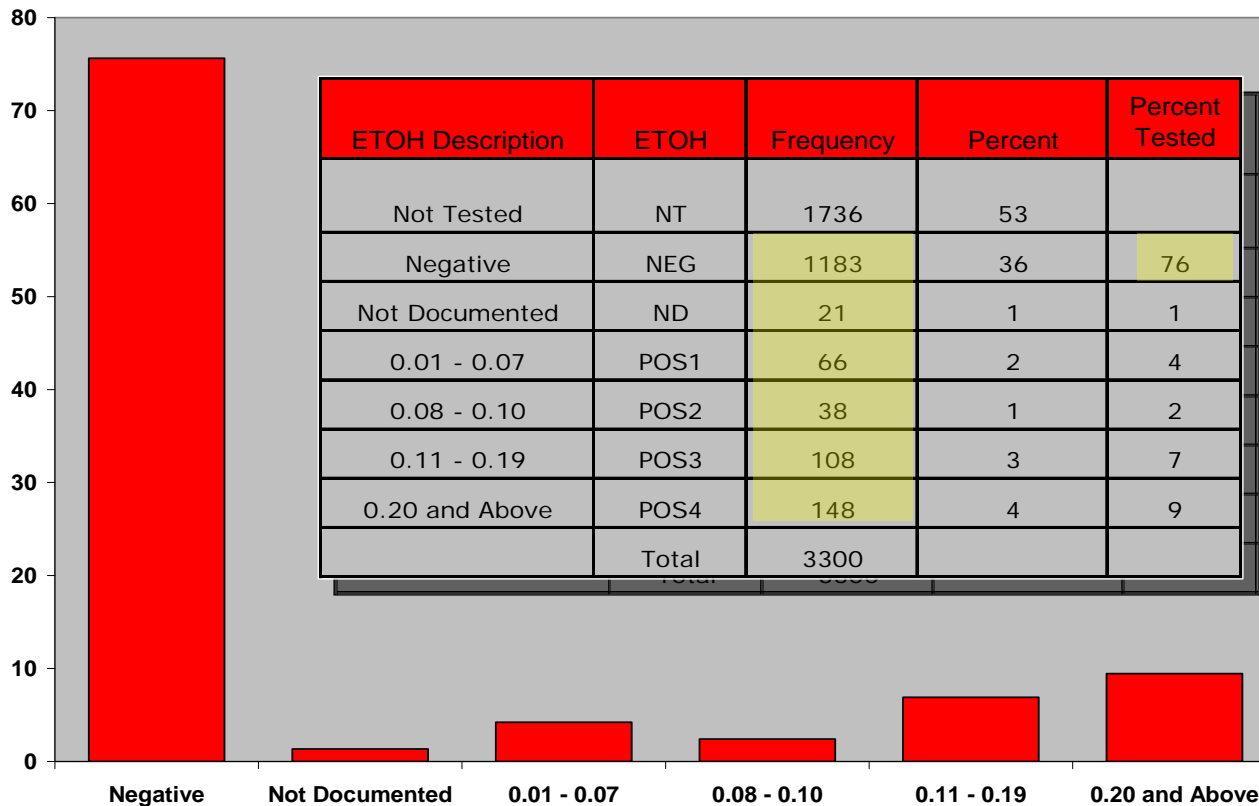 80
70
60
50
40
30
20
10
0
ETOH Description ETOH Frequency Percent Percent Tested
Not Tested NT 1736 53
Negative NEG 1183 36 76
Not Documented ND 21 1 1
0.01 - 0.07 POS1 66 2 4
0.08 - 0.10 POS2 38 1 2
0.11 - 0.19 POS3 108 3 7
0.20 and Above POS4 148 4 9
Total 3300
Negative Not Documented 0.01 - 0.07 0.08 - 0.10 0.11 - 0.19 0.20 and Above